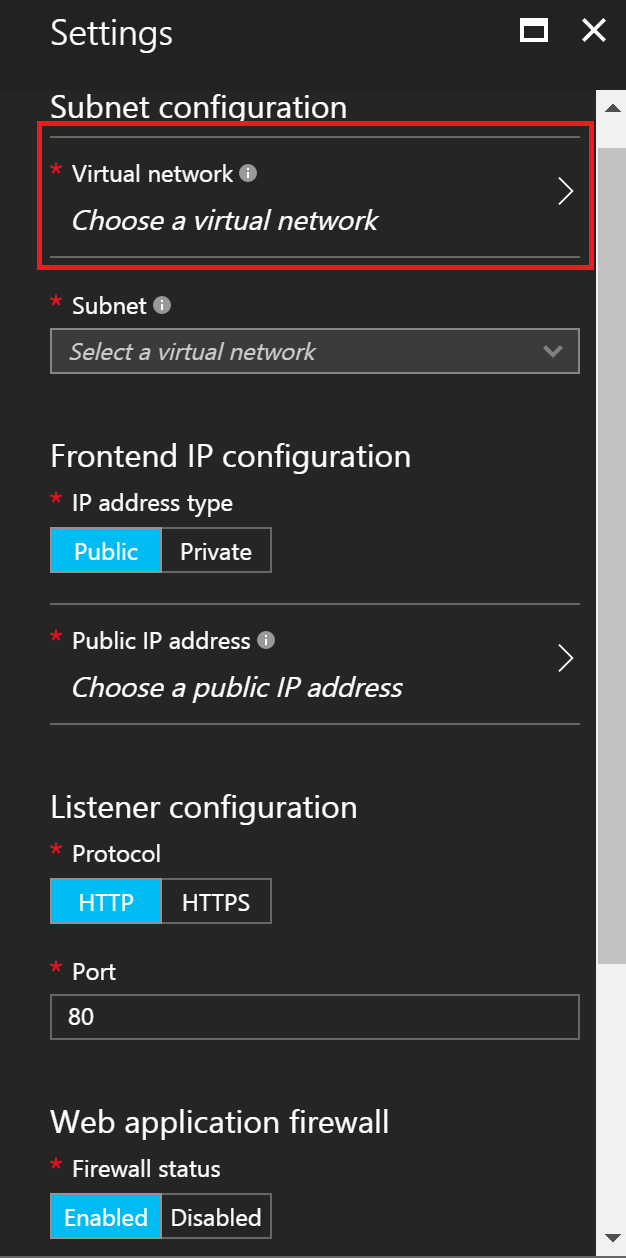 Settings
Subnet configuration
* Virtual network
Choose a virtual network
* Subnet
Select a virtual network
Frontend IP configuration
* IP address type
Public Private
* Public IP address
Choose a public IP address
Listener configuration
* Protocol
HTTP HTTPS
* Port
80
Web application firewall
* Firewall status
Enabled Disabled